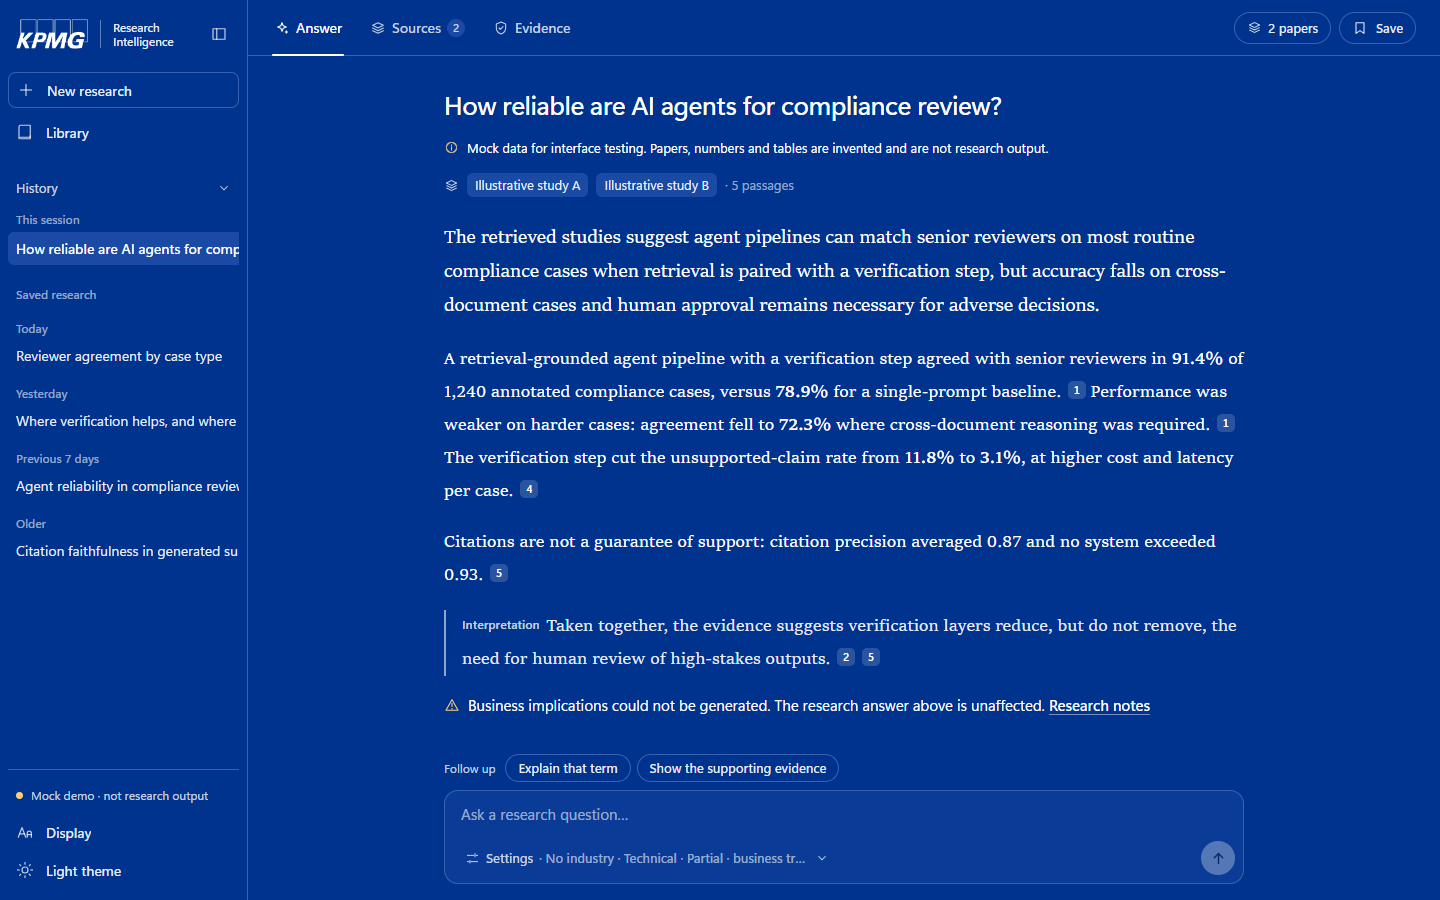 KPMG
Research
Intelligence
New research
Library
History
This session
How reliable are AI agents for comp
Saved research
Today
Reviewer agreement by case type
Yesterday
Where verification helps, and where
Previous 7 days
Agent reliability in compliance review
Older
Citation faithfulness in generated su
Mock demo · not research output
Display
Light theme
Answer
Sources 2
Evidence
2 papers
Save
How reliable are AI agents for compliance review?
Mock data for interface testing. Papers, numbers and tables are invented and are not research output.
Illustrative study A Illustrative study B · 5 passages
The retrieved studies suggest agent pipelines can match senior reviewers on most routine
compliance cases when retrieval is paired with a verification step, but accuracy falls on cross-
document cases and human approval remains necessary for adverse decisions.
A retrieval-grounded agent pipeline with a verification step agreed with senior reviewers in 91.4% of
1,240 annotated compliance cases, versus 78.9% for a single-prompt baseline. 1 Performance was
weaker on harder cases: agreement fell to 72.3% where cross-document reasoning was required. 1
The verification step cut the unsupported-claim rate from 11.8% to 3.1%, at higher cost and latency
per case. 4
Citations are not a guarantee of support: citation precision averaged 0.87 and no system exceeded
0.93. 5
Interpretation Taken together, the evidence suggests verification layers reduce, but do not remove, the
need for human review of high-stakes outputs. 2 5
Business implications could not be generated. The research answer above is unaffected. Research notes
Follow up Explain that term Show the supporting evidence
Ask a research question...
Settings · No industry · Technical · Partial · business tr...